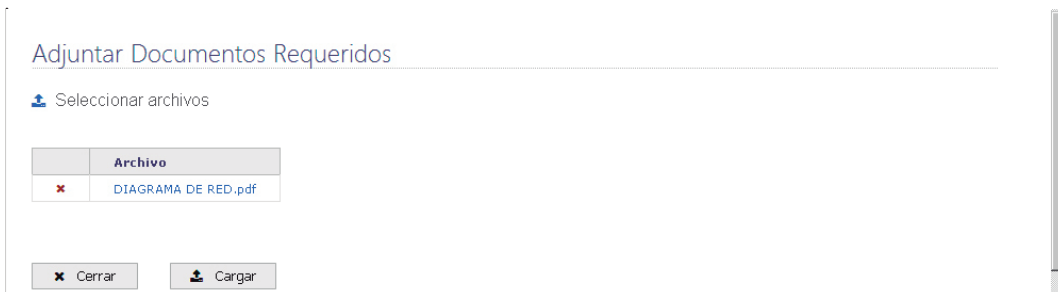 Adjuntar Documentos Requeridos
Seleccionar archivos
Archivo
DIAGRAMA DE RED.pdf
Cerrar
Cargar